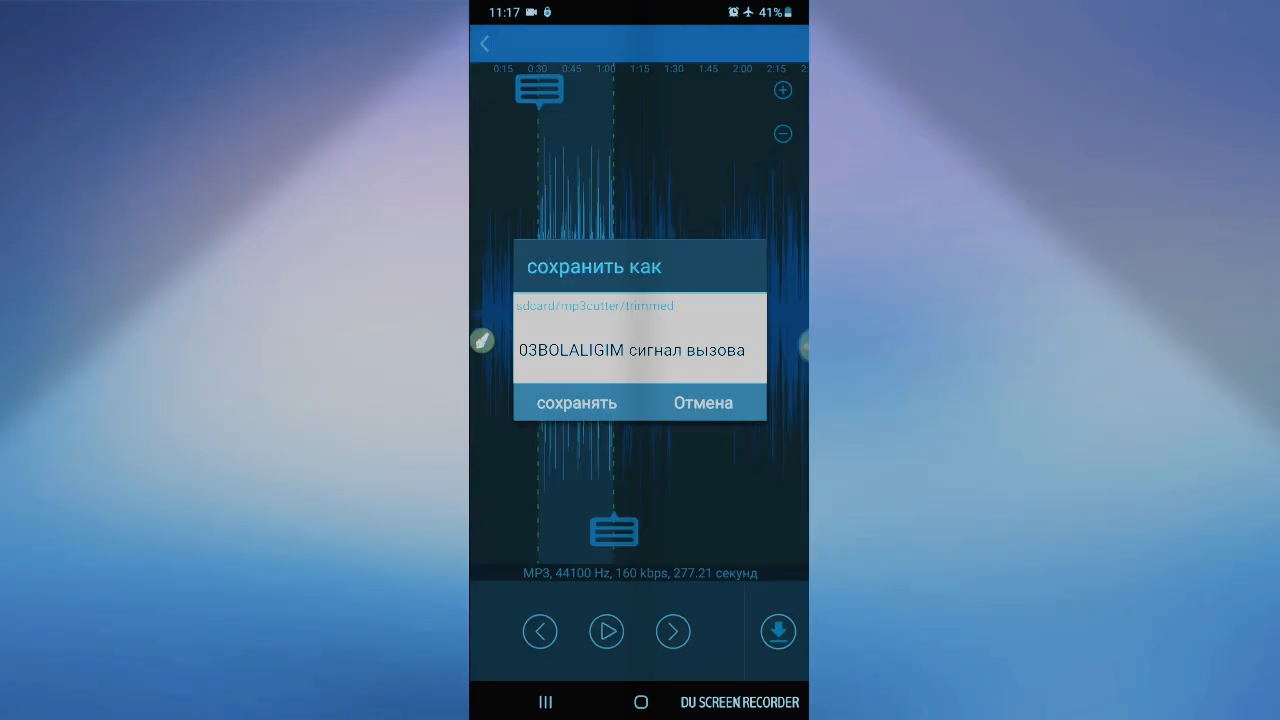 11:17 41%
0:15 0:30 0:45 1:00 1:15 1:30 1:45 2:00 2:15 2:
сохранить как
sdcard/mp3cutter/trimmed
03BOLALIGIM сигнал вызова
сохранять Отмена
MP3, 44100 Hz, 160 kbps, 277.21 секунд
DU SCREEN RECORDER